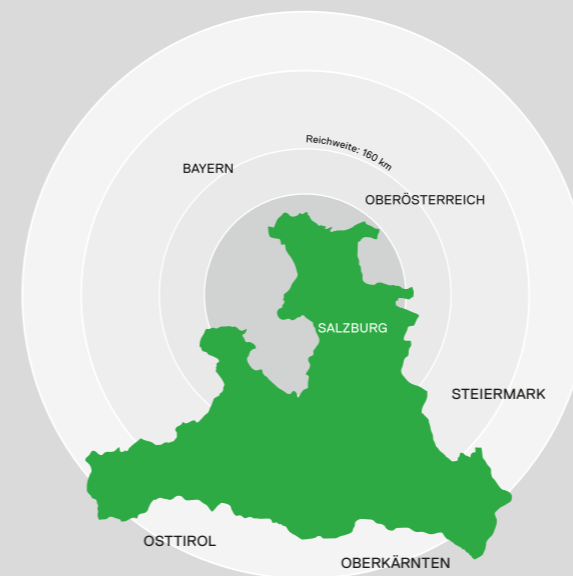 Reichweite: 160 km
BAYERN
OBERÖSTERREICH
SALZBURG
STEIERMARK
OSTTIROL
OBERKÄRNTEN